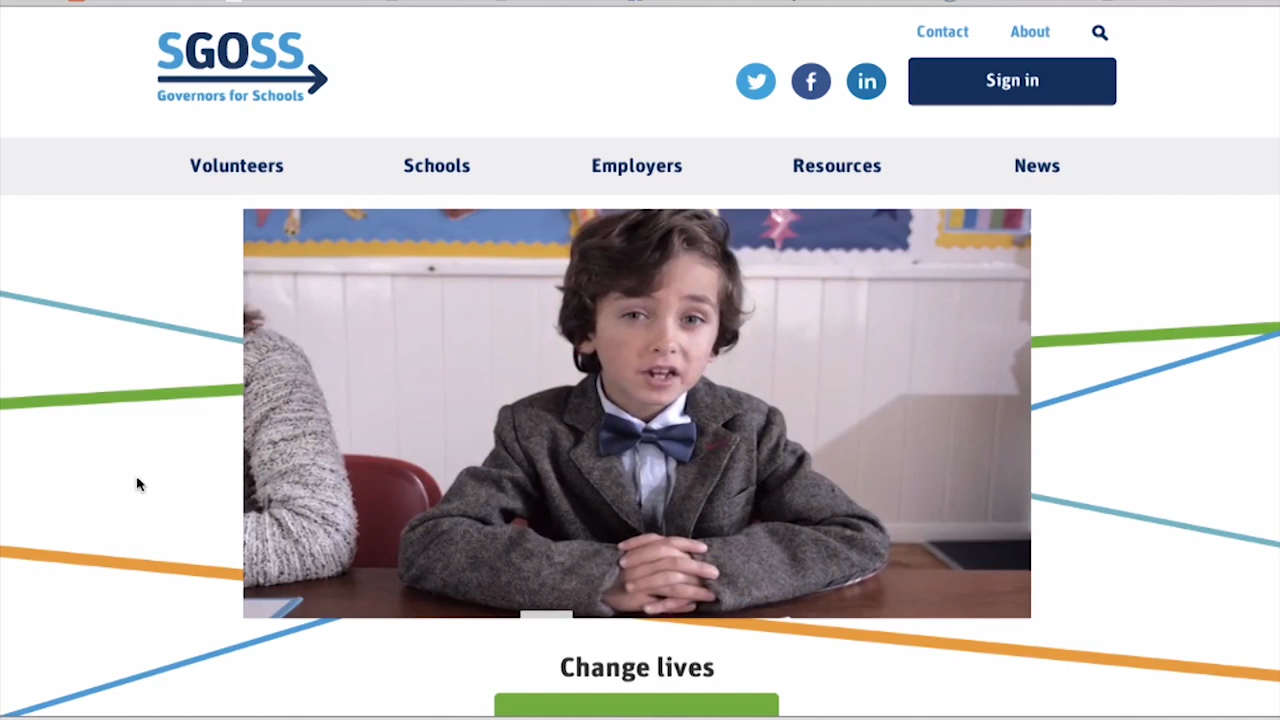 Contact About
SGOSS
Governors for Schools
Sign in
Volunteers Schools Employers Resources News
Change lives